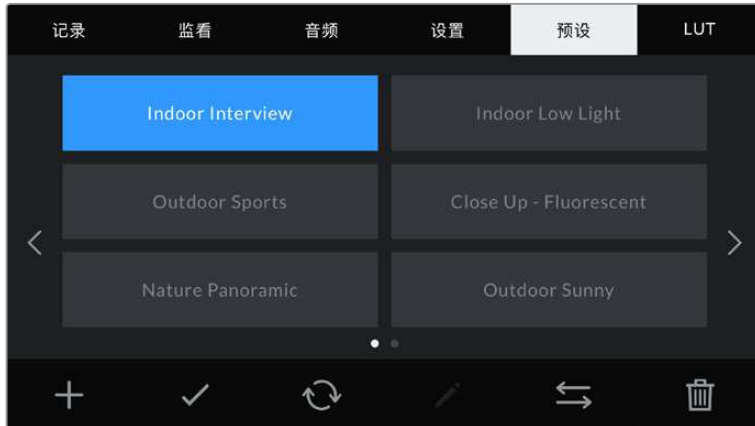 记录 监看 音频 设置 预设 LUT
Indoor Interview Indoor Low Light
Outdoor Sports Close Up - Fluorescent
Nature Panoramic Outdoor Sunny